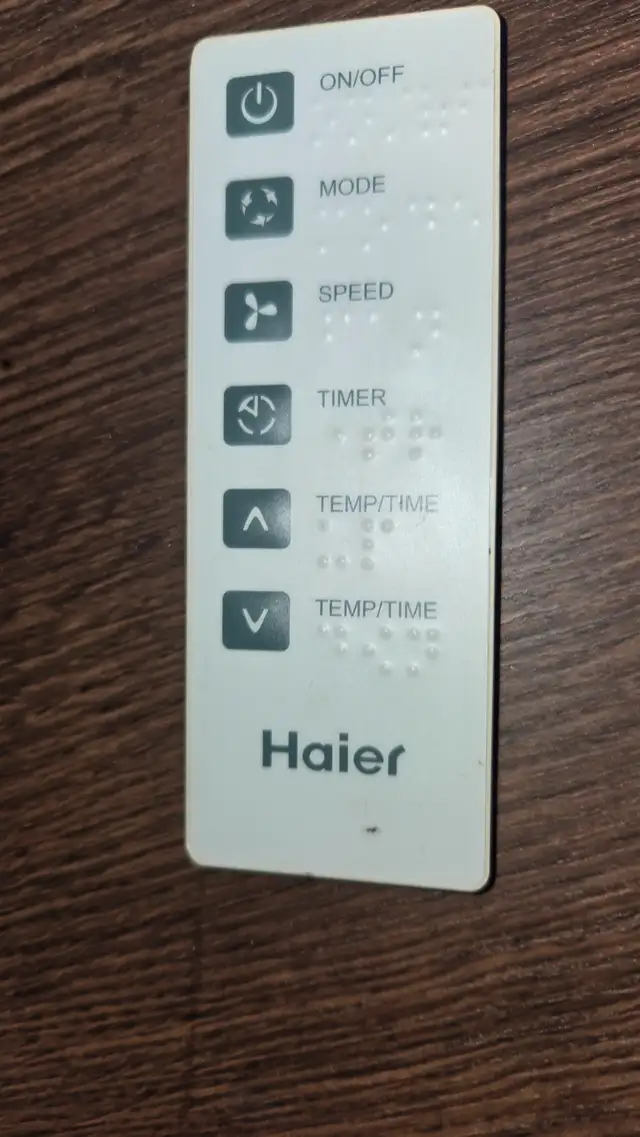 ON/OFF
MODE
SPEED
TIMER
TEMP/TIME
TEMP/TIME
Haier